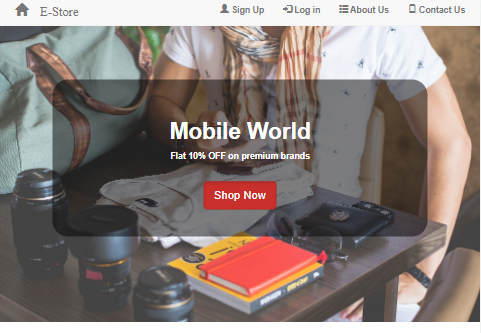 E-Store
Sign Up
Log in
About Us
Contact Us
Mobile World
Flat 10% OFF on premium brands
Shop Now